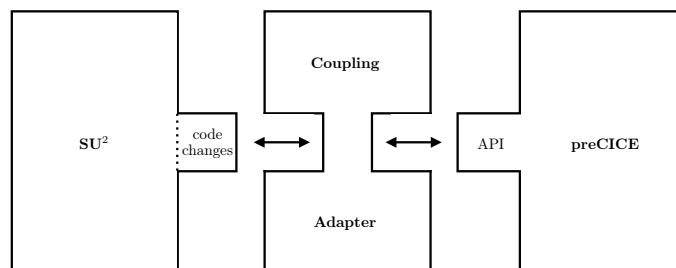 Coupling
SU²
code
changes
API
preCICE
Adapter